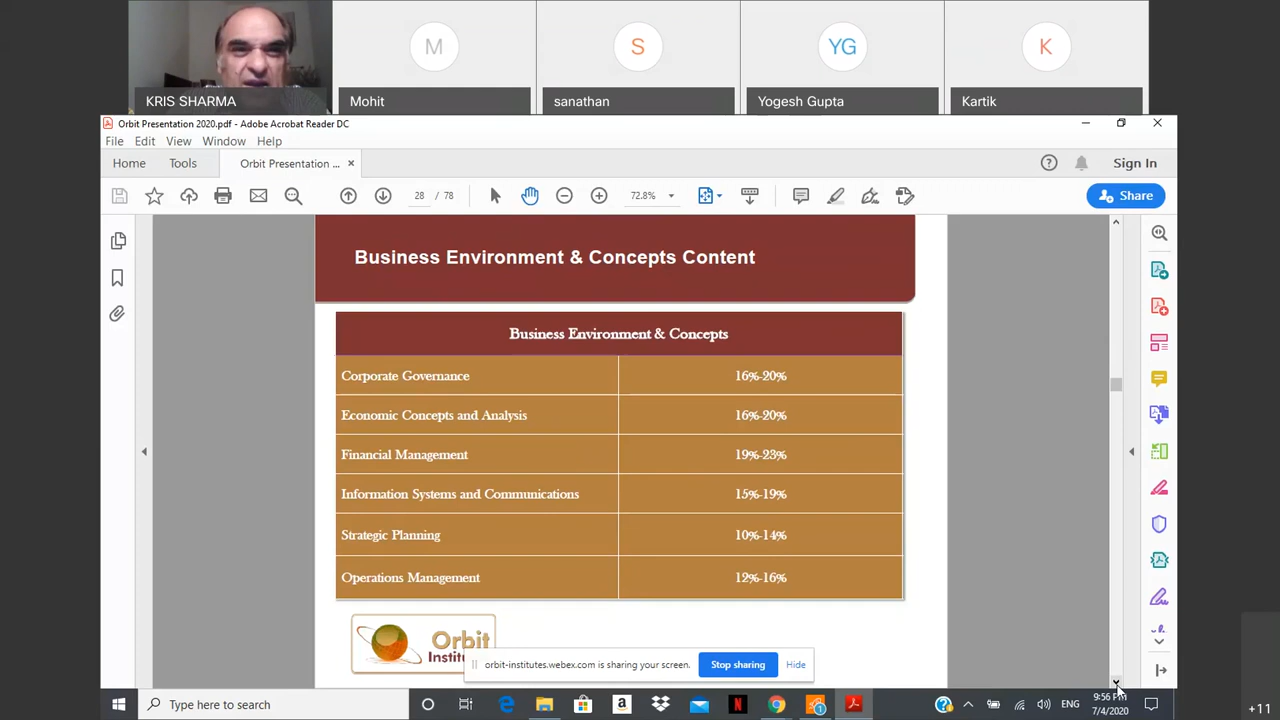 M
S
YG
K
KRIS SHARMA
Mohit
sanathan
Yogesh Gupta
Kartik
Orbit Presentation 2020.pdf - Adobe Acrobat Reader DC
File Edit View Window Help
Home Tools Orbit Presentation ... × Sign In
28 / 78 72.8% Share
Business Environment & Concepts Content
Business Environment & Concepts
Corporate Governance 16%-20%
Economic Concepts and Analysis 16%-20%
Financial Management 19%-23%
Information Systems and Communications 15%-19%
Strategic Planning 10%-14%
Operations Management 12%-16%
Orbit
orbit-institutes.webex.com is sharing your screen. Stop sharing Hide
Type here to search
ENG
9:56 PM
7/4/2020
+11